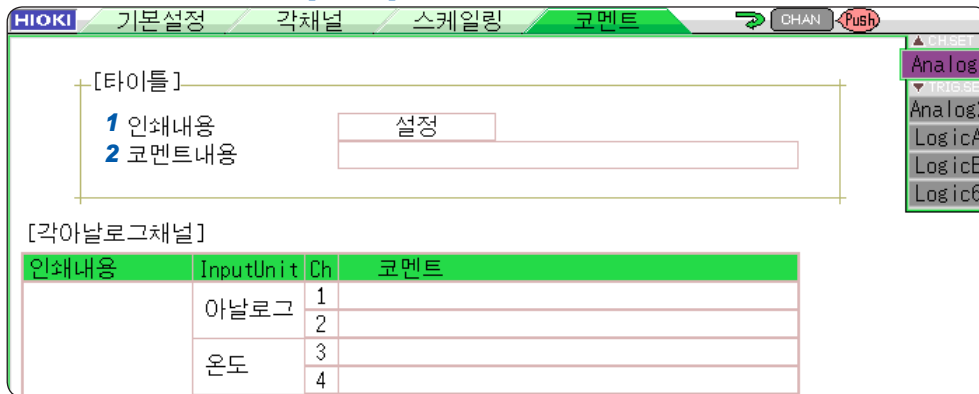 HIOKI 기본설정 각채널 스케일링 코멘트 CHAN Push
▲ CH.SET
Analog
[타이틀]
▼ TRIG.SE
1 인쇄내용 설정
Analog
2 코멘트내용
Logic
Logic
Logic6
[각아날로그채널]
인쇄내용 InputUnit Ch 코멘트
아날로그 1
2
온도 3
4